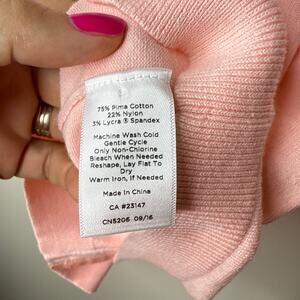 75% Pima Cotton
22% Nylon
3% Lycra ® Spandex
Machine Wash Cold
Gentle Cycle
Only Non-Chlorine
Bleach When Needed
Reshape, Lay Flat To
Dry
Warm Iron, If Needed
Made In China
CA #23147
CN5206 09/16